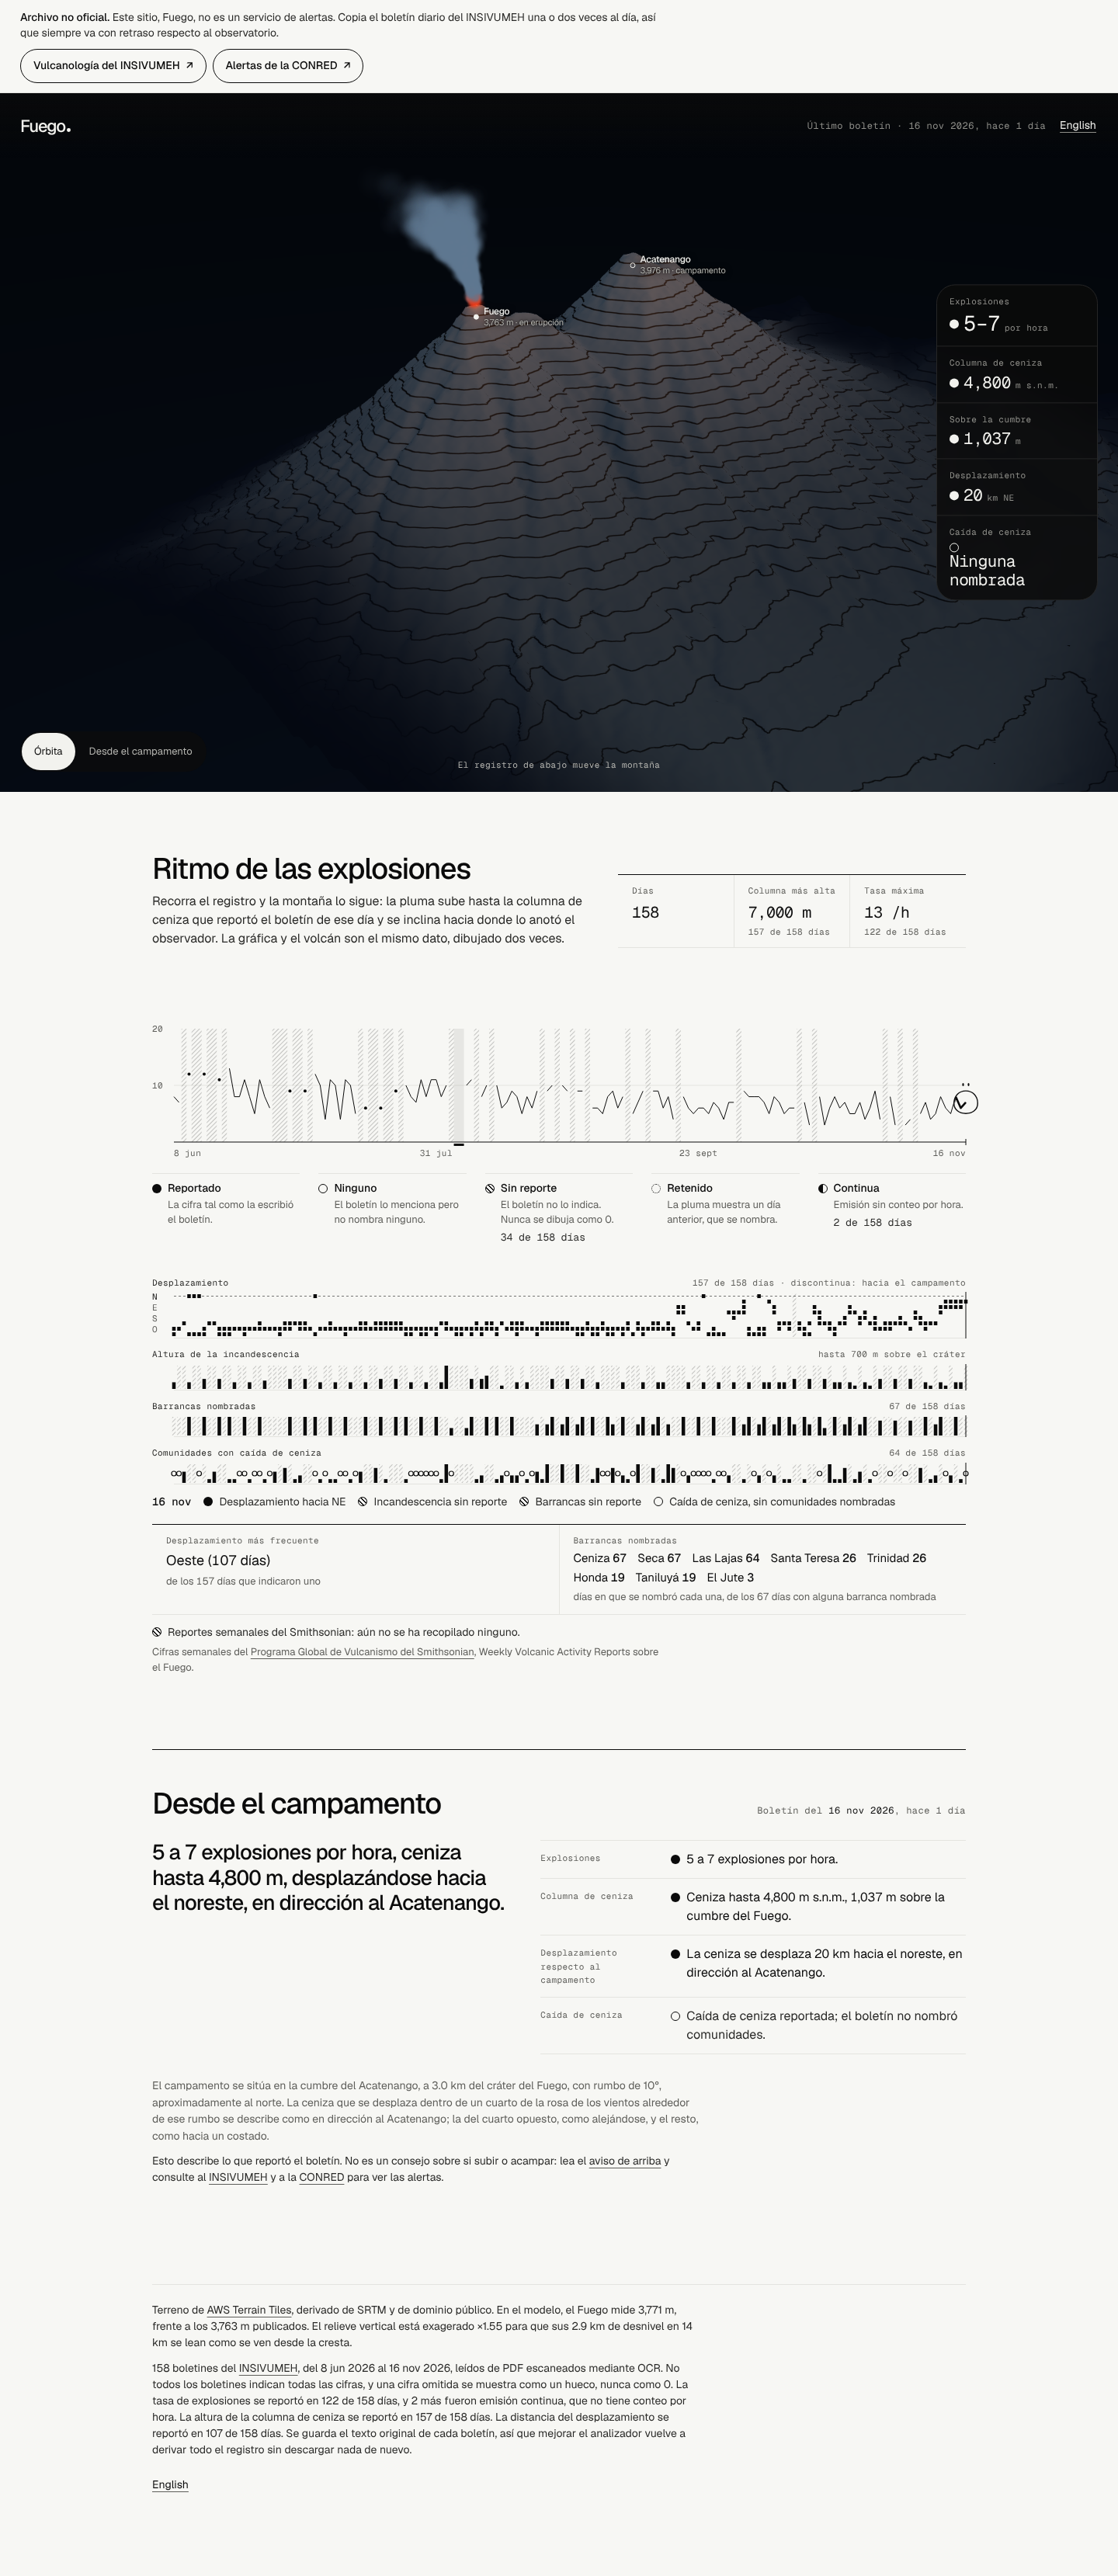 Archivo no oficial. Este sitio, Fuego, no es un servicio de alertas. Copia el boletín diario del INSIVUMEH una o dos veces al día, así
que siempre va con retraso respecto al observatorio.
Vulcanología del INSIVUMEH ↗ Alertas de la CONRED ↗
Fuego.
Último boletín · 16 nov 2026, hace 1 día English
Acatenango
3,976 m · campamento
Fuego
3,763 m · en erupción
Explosiones
5–7 por hora
Columna de ceniza
4,800 m s.n.m.
Sobre la cumbre
1,037 m
Desplazamiento
20 km NE
Caída de ceniza
Ninguna
nombrada
Órbita Desde el campamento
El registro de abajo mueve la montaña
Ritmo de las explosiones
Recorra el registro y la montaña lo sigue: la pluma sube hasta la columna de
ceniza que reportó el boletín de ese día y se inclina hacia donde lo anotó el
observador. La gráfica y el volcán son el mismo dato, dibujado dos veces.
Días
158
Columna más alta
7,000 m
157 de 158 días
Tasa máxima
13 /h
122 de 158 días
20
10
8 jun 31 jul 23 sept 16 nov
Reportado
La cifra tal como la escribió
el boletín.
Ninguno
El boletín lo menciona pero
no nombra ninguno.
Sin reporte
El boletín no lo indica.
Nunca se dibuja como 0.
34 de 158 días
Retenido
La pluma muestra un día
anterior, que se nombra.
Continua
Emisión sin conteo por hora.
2 de 158 días
Desplazamiento 157 de 158 días · discontinua: hacia el campamento
N
E
S
O
Altura de la incandescencia hasta 700 m sobre el cráter
Barrancas nombradas 67 de 158 días
Comunidades con caída de ceniza 64 de 158 días
16 nov Desplazamiento hacia NE Incandescencia sin reporte Barrancas sin reporte Caída de ceniza, sin comunidades nombradas
Desplazamiento más frecuente
Oeste (107 días)
de los 157 días que indicaron uno
Barrancas nombradas
Ceniza 67 Seca 67 Las Lajas 64 Santa Teresa 26 Trinidad 26
Honda 19 Taniluyá 19 El Jute 3
días en que se nombró cada una, de los 67 días con alguna barranca nombrada
Reportes semanales del Smithsonian: aún no se ha recopilado ninguno.
Cifras semanales del Programa Global de Vulcanismo del Smithsonian, Weekly Volcanic Activity Reports sobre
el Fuego.
Desde el campamento
Boletín del 16 nov 2026, hace 1 día
5 a 7 explosiones por hora, ceniza
hasta 4,800 m, desplazándose hacia
el noreste, en dirección al Acatenango.
Explosiones
5 a 7 explosiones por hora.
Columna de ceniza
Ceniza hasta 4,800 m s.n.m., 1,037 m sobre la
cumbre del Fuego.
Desplazamiento
respecto al
campamento
La ceniza se desplaza 20 km hacia el noreste, en
dirección al Acatenango.
Caída de ceniza
Caída de ceniza reportada; el boletín no nombró
comunidades.
El campamento se sitúa en la cumbre del Acatenango, a 3.0 km del cráter del Fuego, con rumbo de 10°,
aproximadamente al norte. La ceniza que se desplaza dentro de un cuarto de la rosa de los vientos alrededor
de ese rumbo se describe como en dirección al Acatenango; la del cuarto opuesto, como alejándose, y el resto,
como hacia un costado.
Esto describe lo que reportó el boletín. No es un consejo sobre si subir o acampar: lea el aviso de arriba y
consulte al INSIVUMEH y a la CONRED para ver las alertas.
Terreno de AWS Terrain Tiles, derivado de SRTM y de dominio público. En el modelo, el Fuego mide 3,771 m,
frente a los 3,763 m publicados. El relieve vertical está exagerado ×1.55 para que sus 2.9 km de desnivel en 14
km se lean como se ven desde la cresta.
158 boletines del INSIVUMEH, del 8 jun 2026 al 16 nov 2026, leídos de PDF escaneados mediante OCR. No
todos los boletines indican todas las cifras, y una cifra omitida se muestra como un hueco, nunca como 0. La
tasa de explosiones se reportó en 122 de 158 días, y 2 más fueron emisión continua, que no tiene conteo por
hora. La altura de la columna de ceniza se reportó en 157 de 158 días. La distancia del desplazamiento se
reportó en 107 de 158 días. Se guarda el texto original de cada boletín, así que mejorar el analizador vuelve a
derivar todo el registro sin descargar nada de nuevo.
English